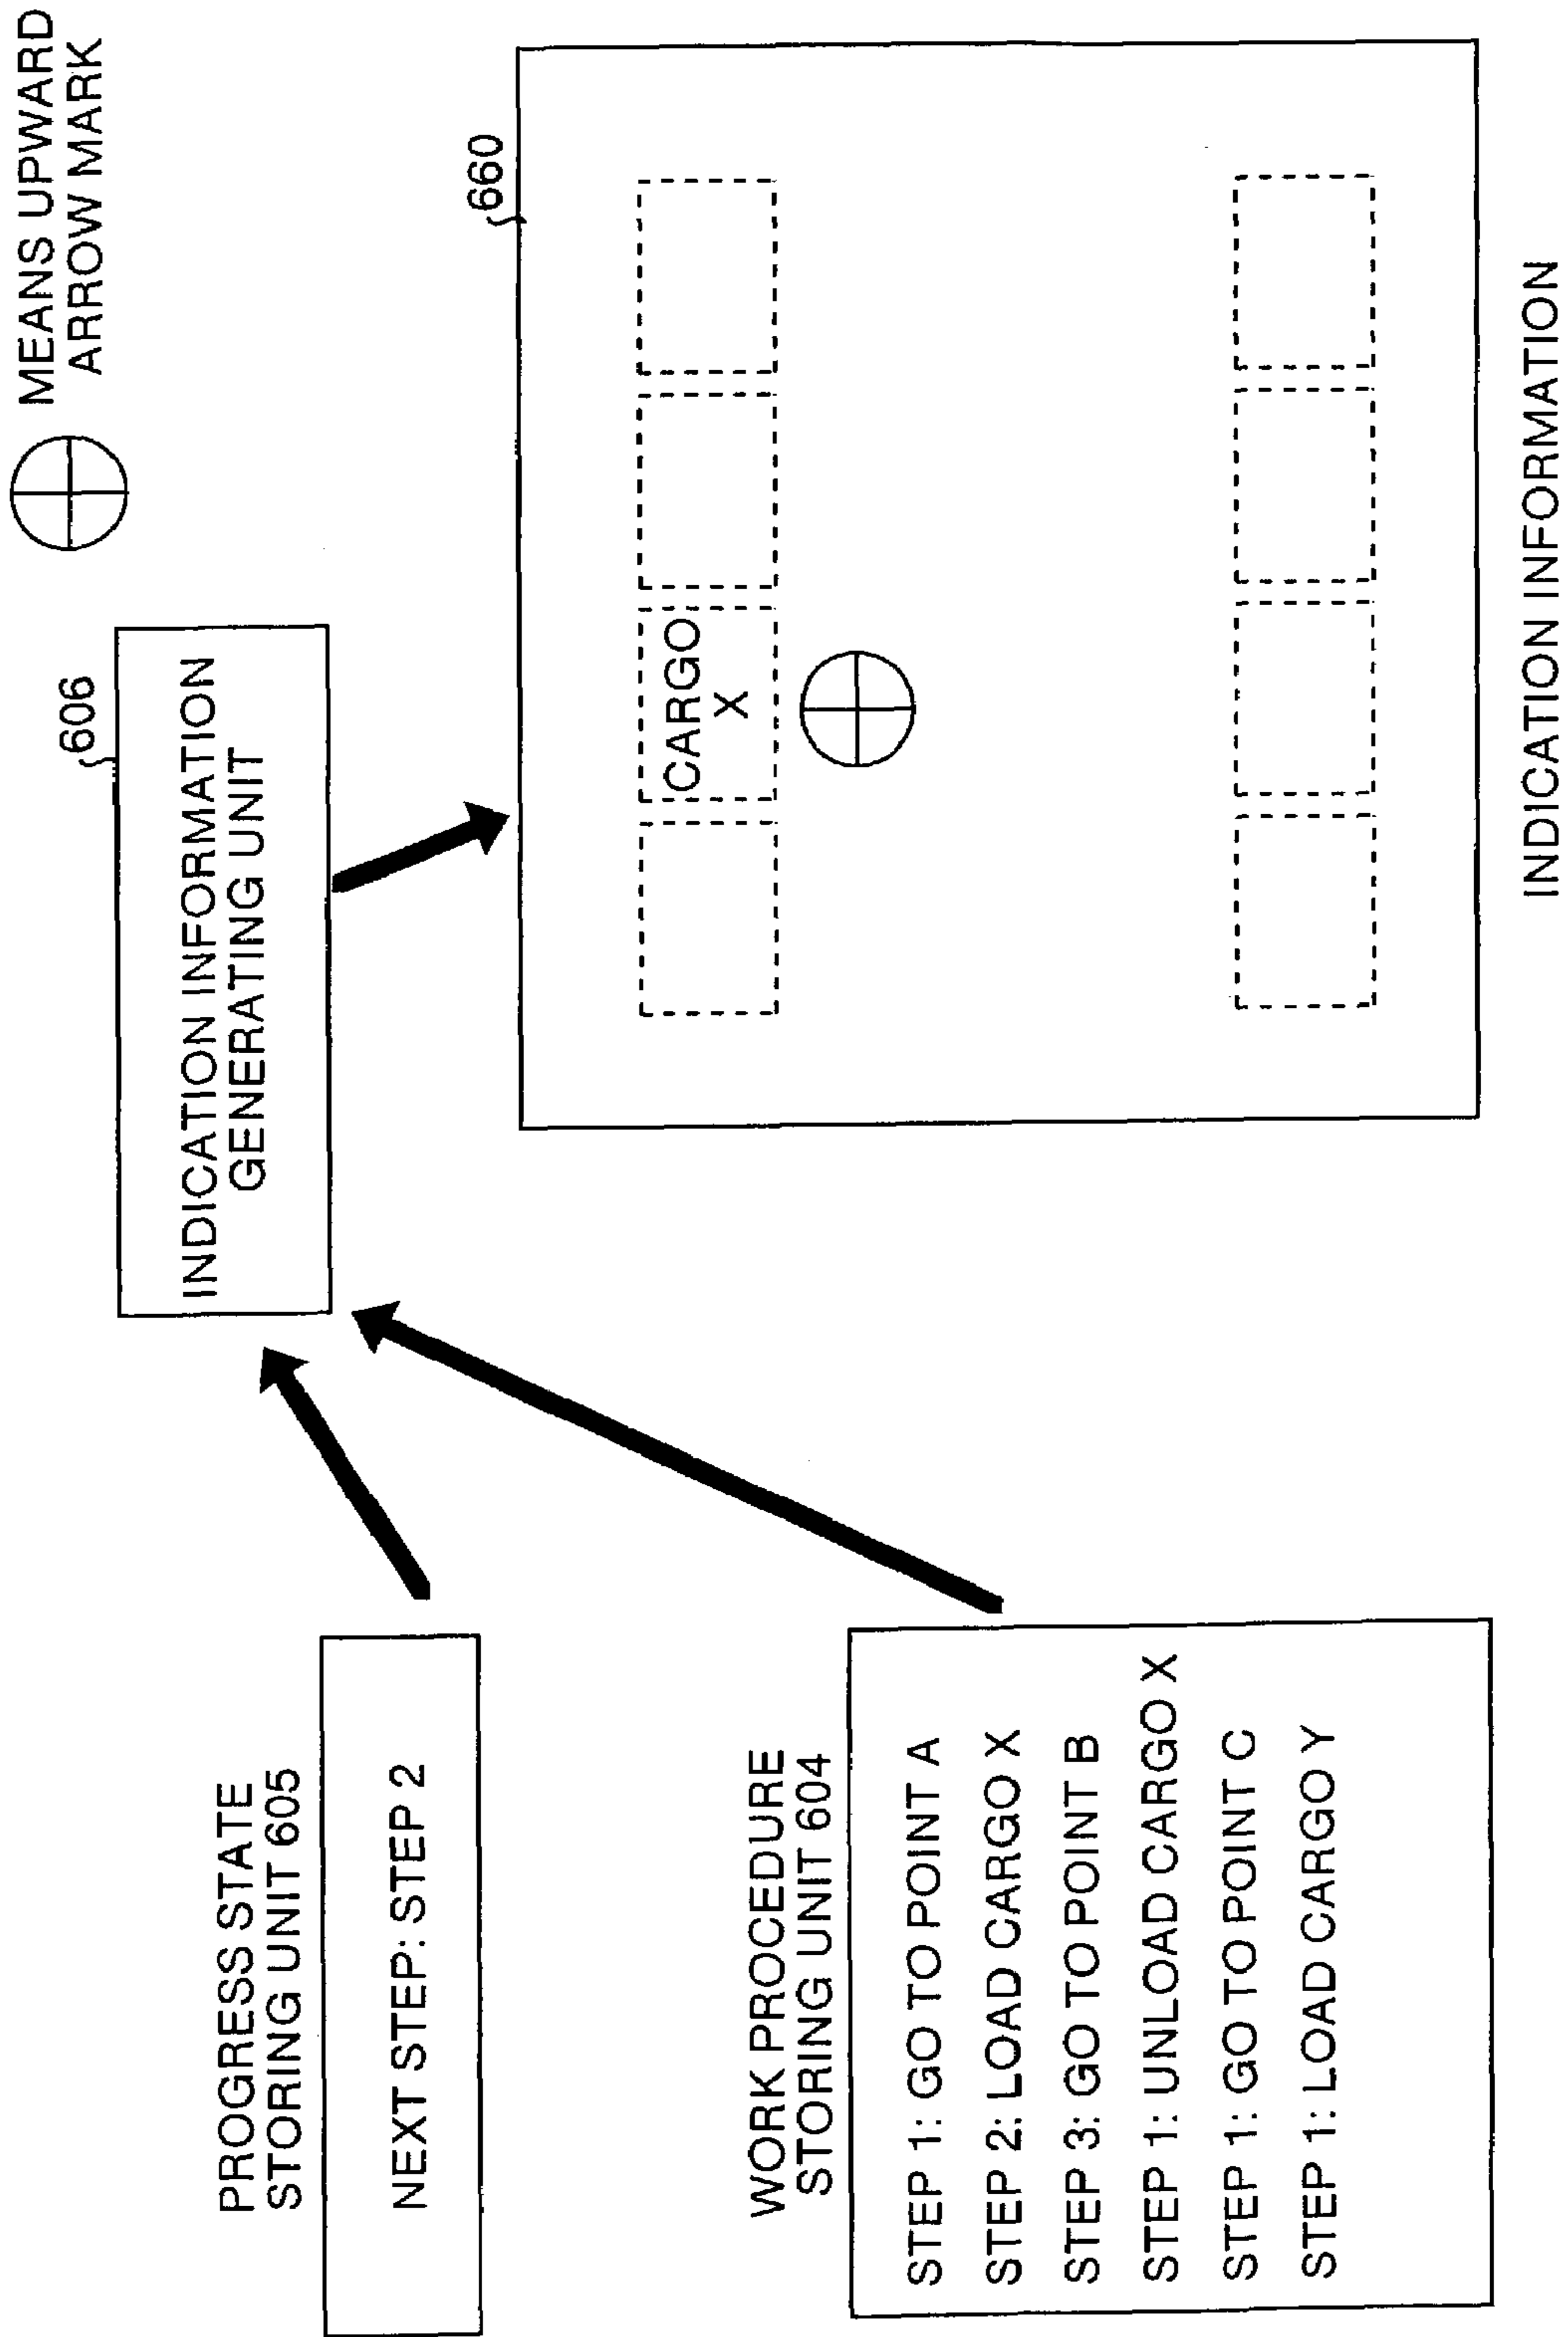 PROGRESS STATE
STORING UNIT 605
NEXT STEP: STEP 2
WORK PROCEDURE
STORING UNIT 604
STEP 1: GO TO POINT A
STEP 2: LOAD CARGO X
STEP 3: GO TO POINT B
STEP 1: UNLOAD CARGO X
STEP 1: GO TO POINT C
STEP 1: LOAD CARGO Y
606
INDICATION INFORMATION
GENERATING UNIT
MEANS UPWARD
ARROW MARK
660
CARGO
X
INDICATION INFORMATION